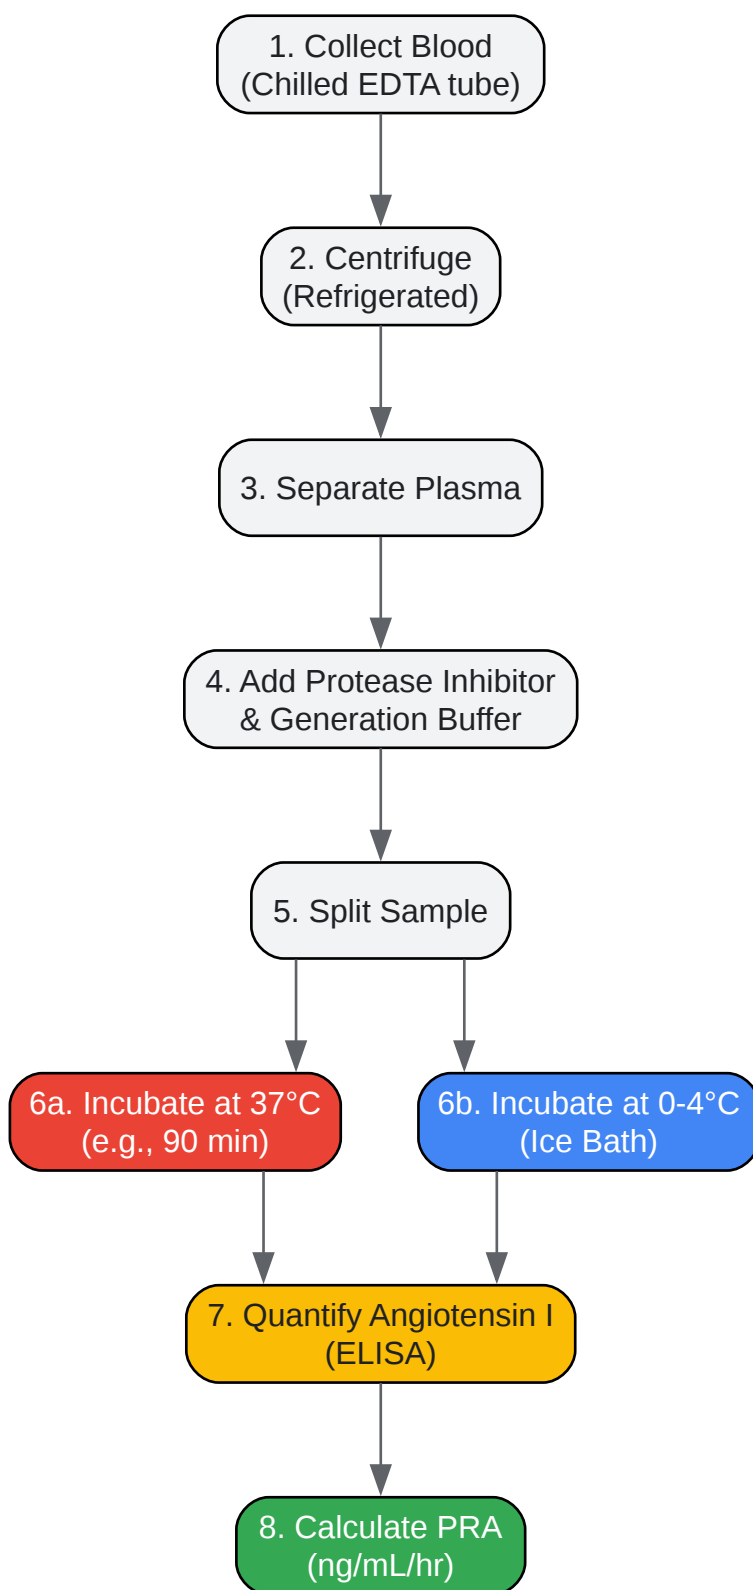 1. Collect Blood
(Chilled EDTA tube)
2. Centrifuge
(Refrigerated)
3. Separate Plasma
4. Add Protease Inhibitor
& Generation Buffer
5. Split Sample
6a. Incubate at 37°C
(e.g., 90 min)
6b. Incubate at 0-4°C
(Ice Bath)
7. Quantify Angiotensin I
(ELISA)
8. Calculate PRA
(ng/mL/hr)